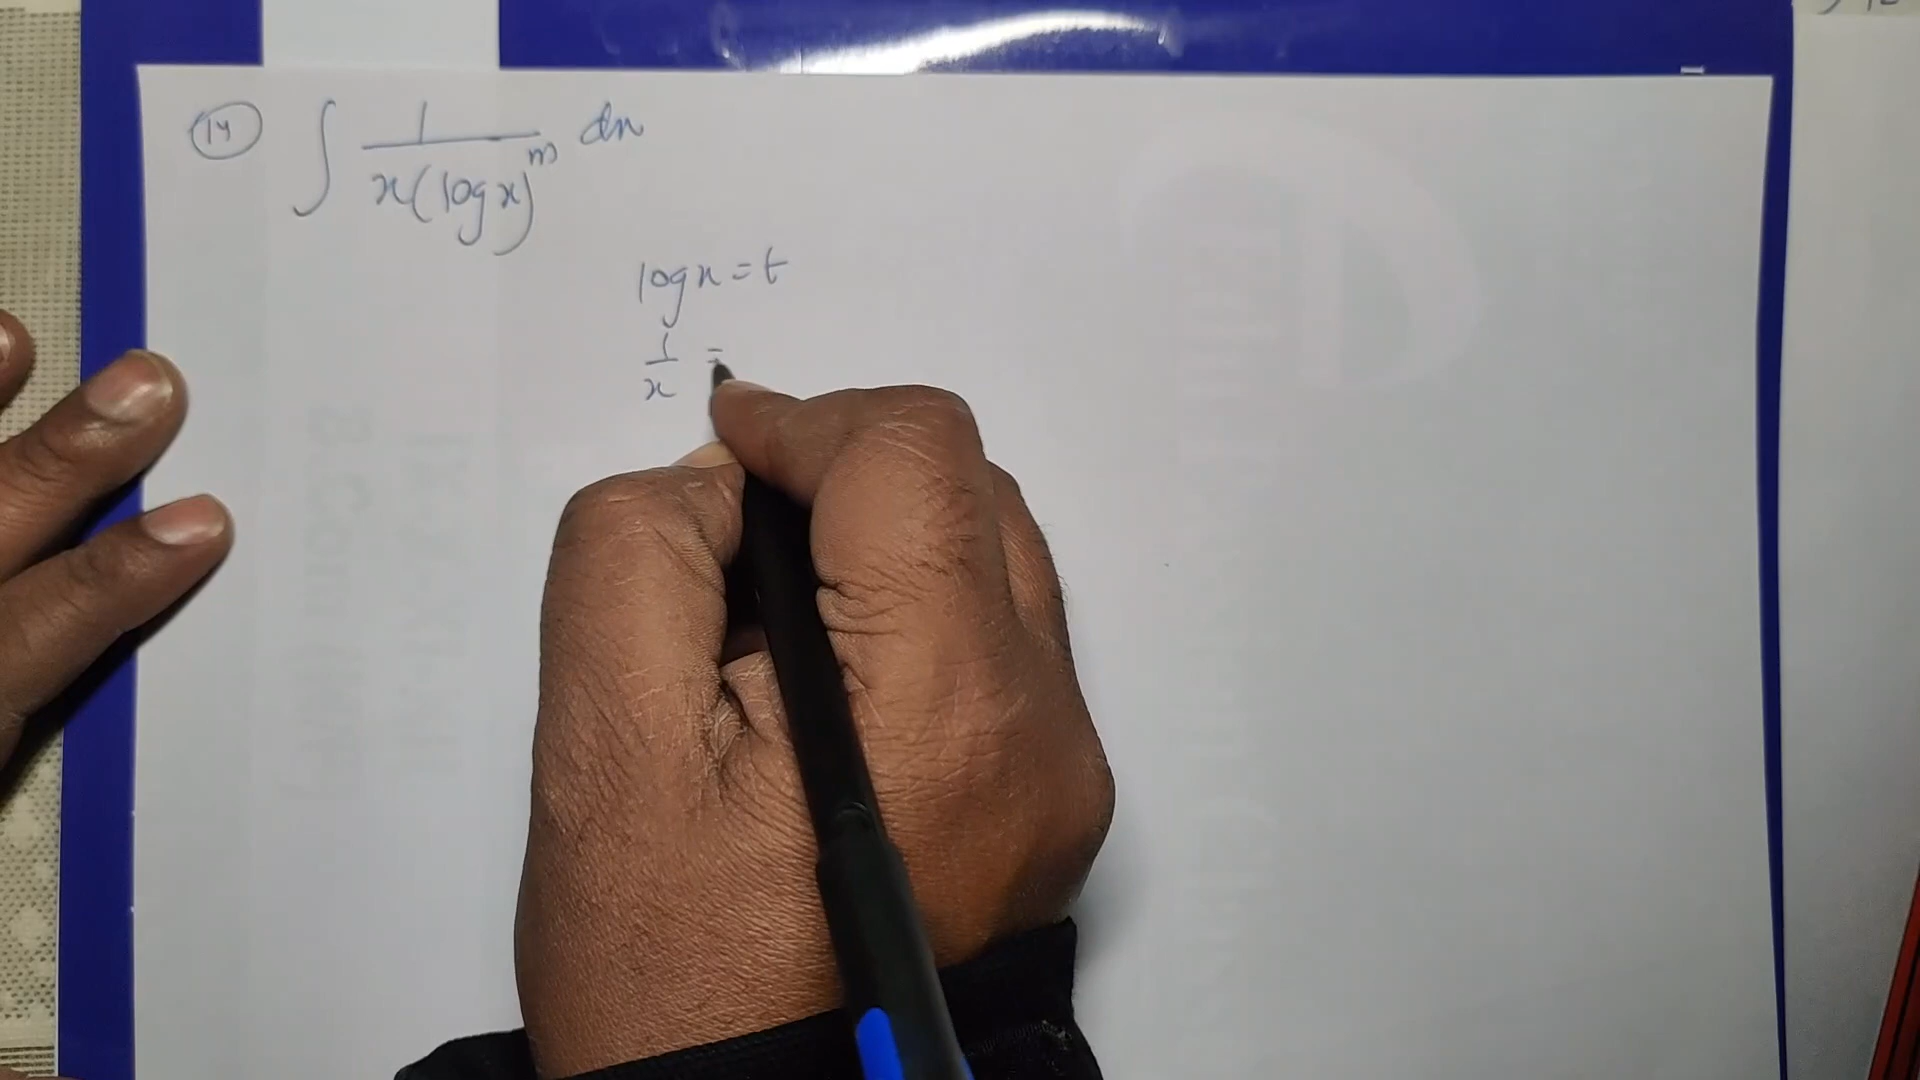 (14) ∫ 1/(x(log x)^m) dx
log x = t
1/x =